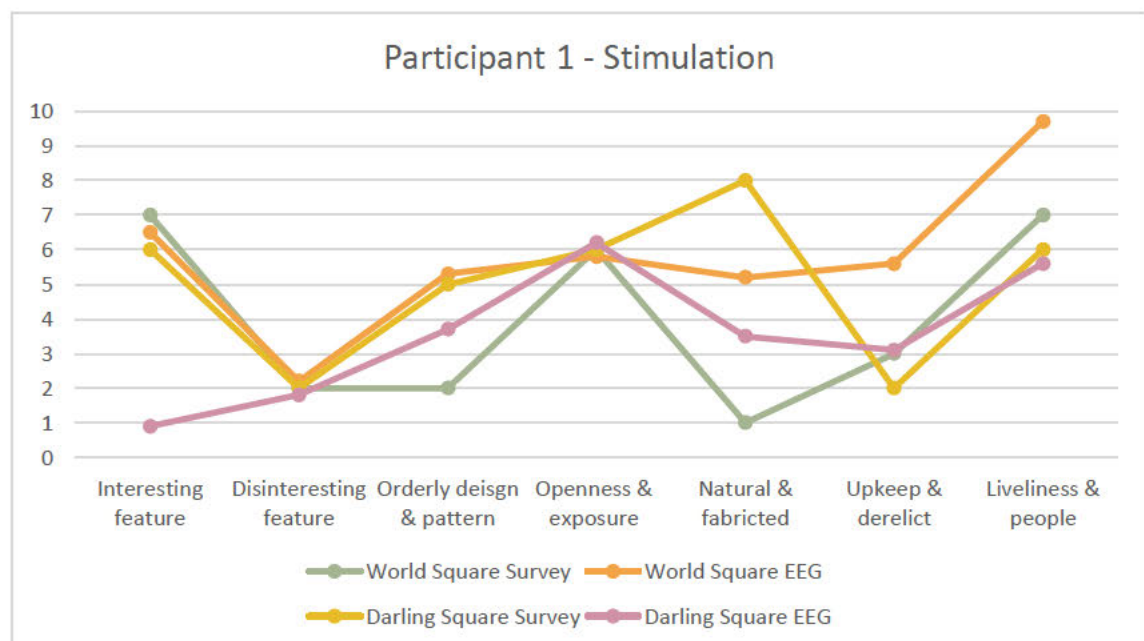 Participant 1 - Stimulation
10
9
8
7
6
5
4
3
2
1
0
Interesting feature
Disinteresting feature
Orderly deisgn & pattern
Openness & exposure
Natural & fabricted
Upkeep & derelict
Liveliness & people
World Square Survey
World Square EEG
Darling Square Survey
Darling Square EEG